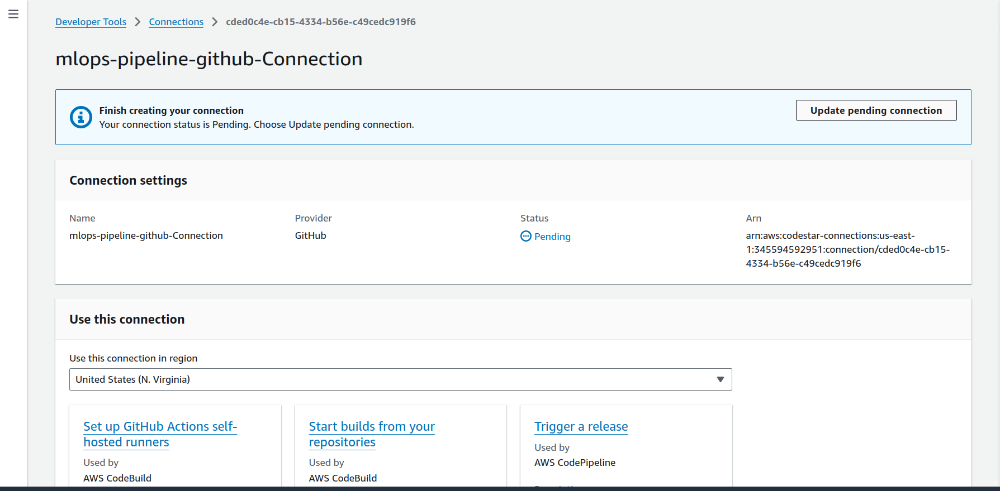 Developer Tools > Connections > cded0c4e-cb15-4334-b56e-c49cedc919f6
mlops-pipeline-github-Connection
Finish creating your connection
Your connection status is Pending. Choose Update pending connection.
Update pending connection
Connection settings
Name
mlops-pipeline-github-Connection
Provider
GitHub
Status
Pending
Arn
arn:aws:codestar-connections:us-east-
1:345594592951:connection/cded0c4e-cb15-
4334-b56e-c49cedc919f6
Use this connection
Use this connection in region
United States (N. Virginia)
Set up GitHub Actions self-
hosted runners
Used by
AWS CodeBuild
Start builds from your
repositories
Used by
AWS CodeBuild
Trigger a release
Used by
AWS CodePipeline